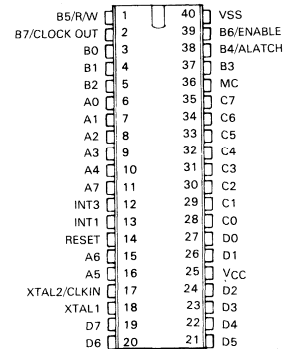 B5/R/W 1 40 VSS
B7/CLOCK OUT 2 39 B6/ENABLE
B0 3 38 B4/ALATCH
B1 4 37 B3
B2 5 36 MC
A0 6 35 C7
A1 7 34 C6
A2 8 33 C5
A3 9 32 C4
A4 10 31 C3
A7 11 30 C2
INT3 12 29 C1
INT1 13 28 C0
RESET 14 27 D0
A6 15 26 D1
A5 16 25 VCC
XTAL2/CLKIN 17 24 D2
XTAL1 18 23 D3
D7 19 22 D4
D6 20 21 D5